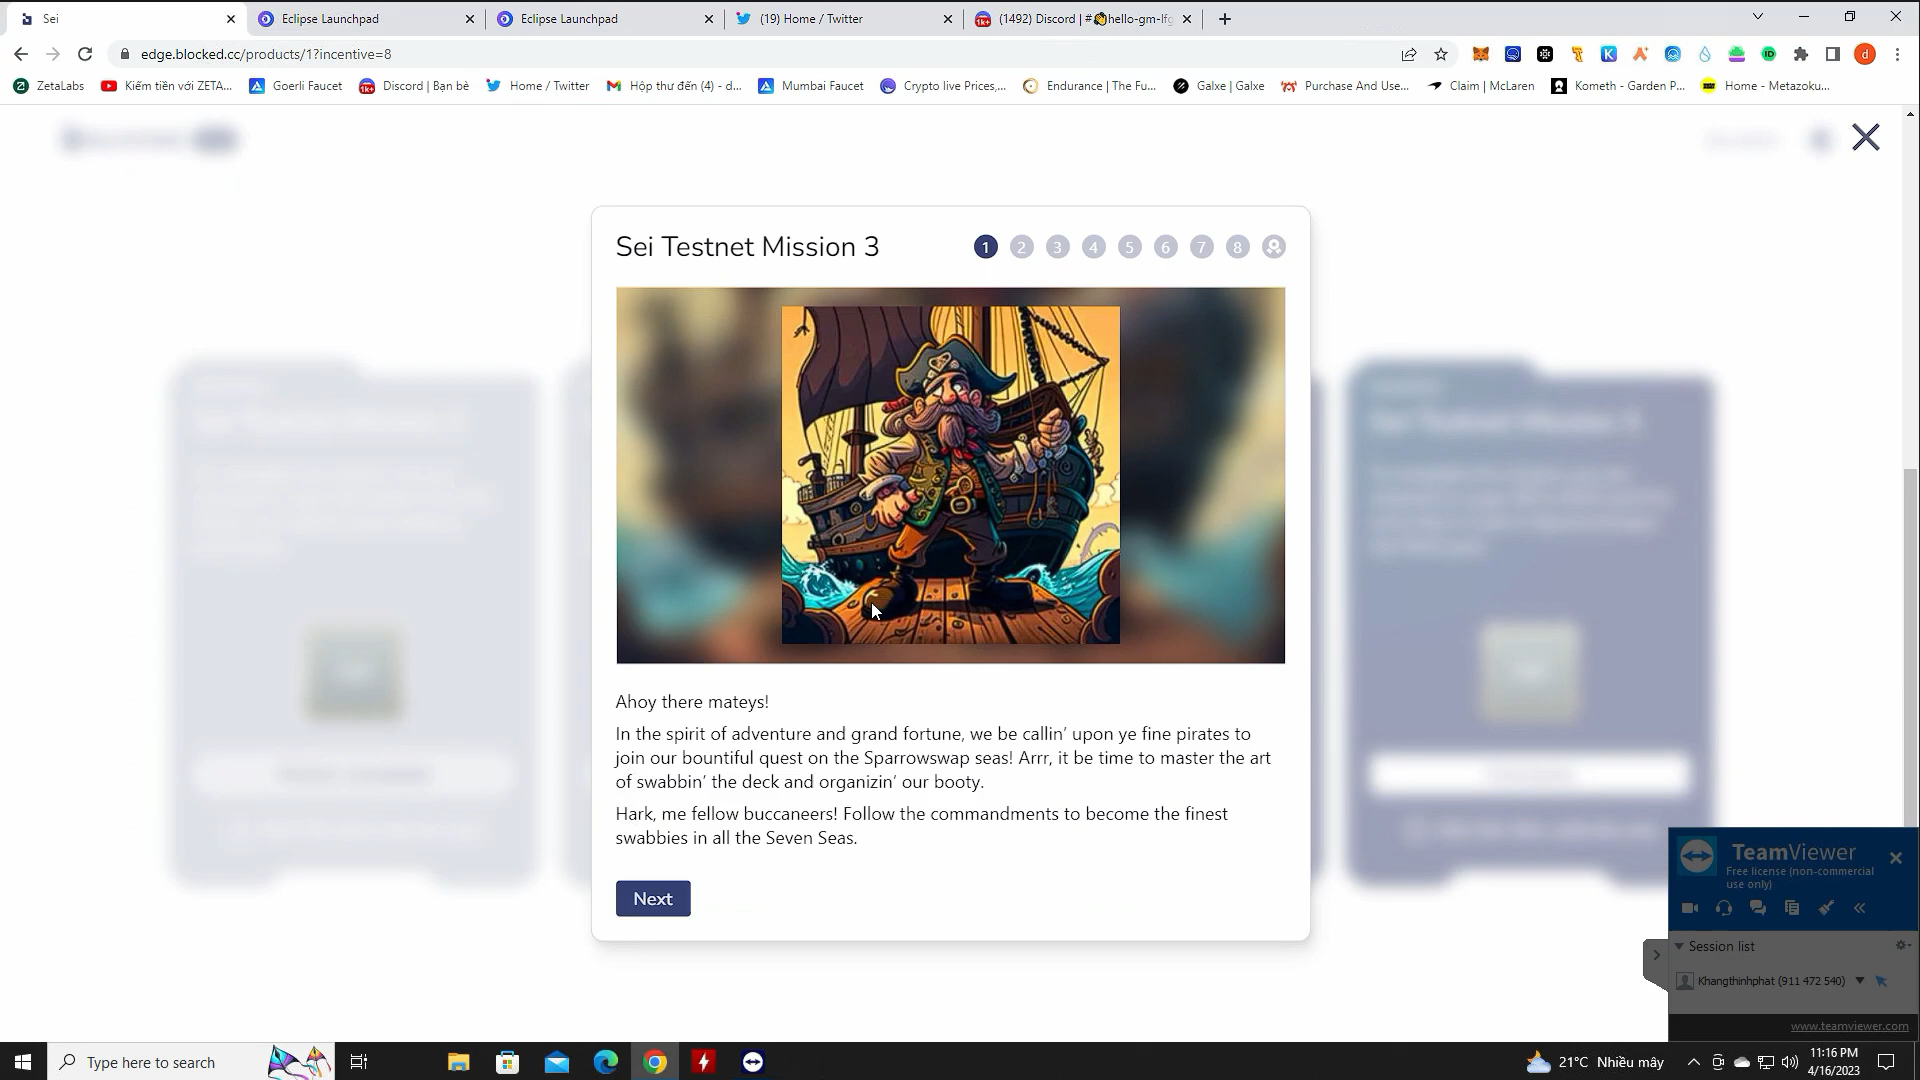 Sei
Eclipse Launchpad
Eclipse Launchpad
(19) Home / Twitter
(1492) Discord | #👋hello-gm-lfg
edge.blocked.cc/products/1?incentive=8
d
ZetaLabs
Kiếm tiền với ZETA...
Goerli Faucet
Discord | Bạn bè
Home / Twitter
Hộp thư đến (4) - d...
Mumbai Faucet
Crypto live Prices,...
Endurance | The Fu...
Galxe | Galxe
Purchase And Use...
Claim | McLaren
Kometh - Garden P...
Home - Metazoku...
Sei Testnet Mission 3
1 2 3 4 5 6 7 8
Ahoy there mateys!
In the spirit of adventure and grand fortune, we be callin’ upon ye fine pirates to
join our bountiful quest on the Sparrowswap seas! Arrr, it be time to master the art
of swabbin’ the deck and organizin’ our booty.
Hark, me fellow buccaneers! Follow the commandments to become the finest
swabbies in all the Seven Seas.
Next
TeamViewer
Free license (non-commercial
use only)
Session list
Khangthinhphat (911 472 540)
www.teamviewer.com
Type here to search
21°C Nhiều mây
11:16 PM
4/16/2023